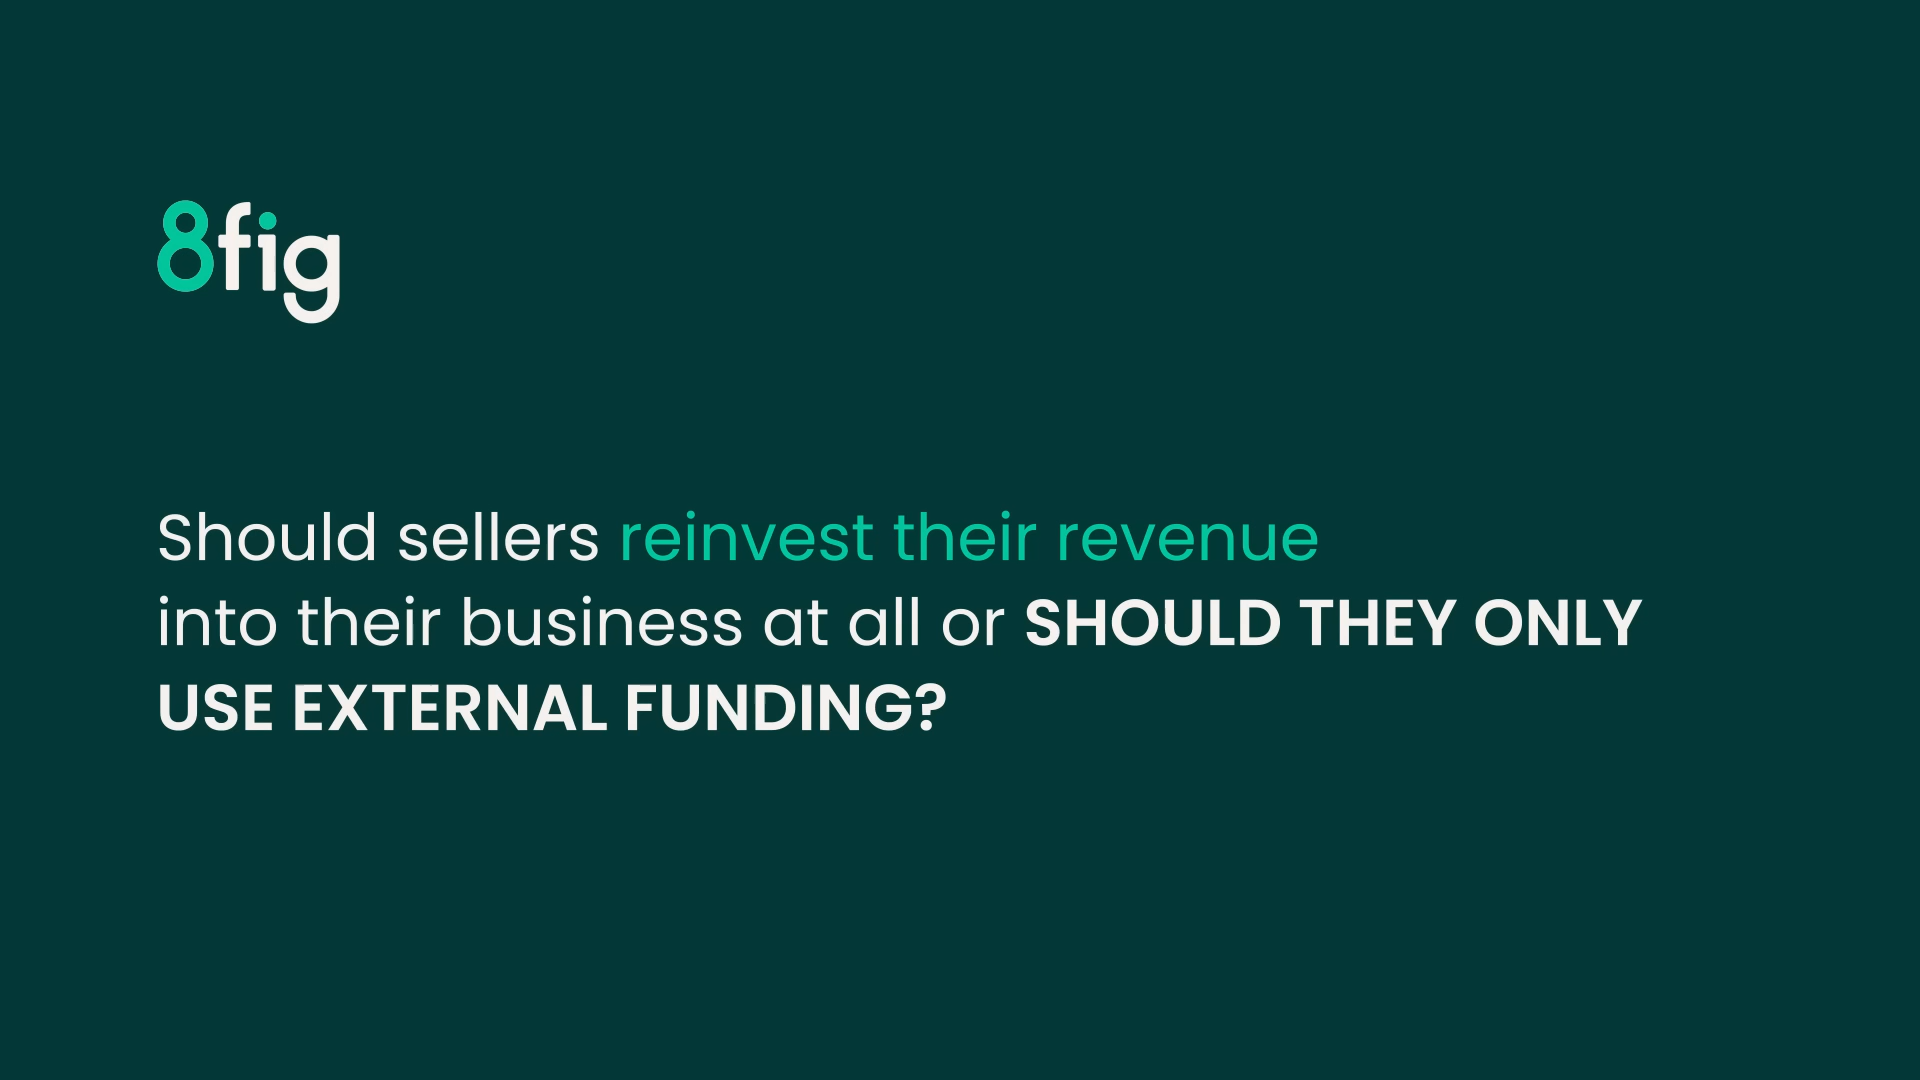 8fig
Should sellers reinvest their revenue
into their business at all or SHOULD THEY ONLY
USE EXTERNAL FUNDING?